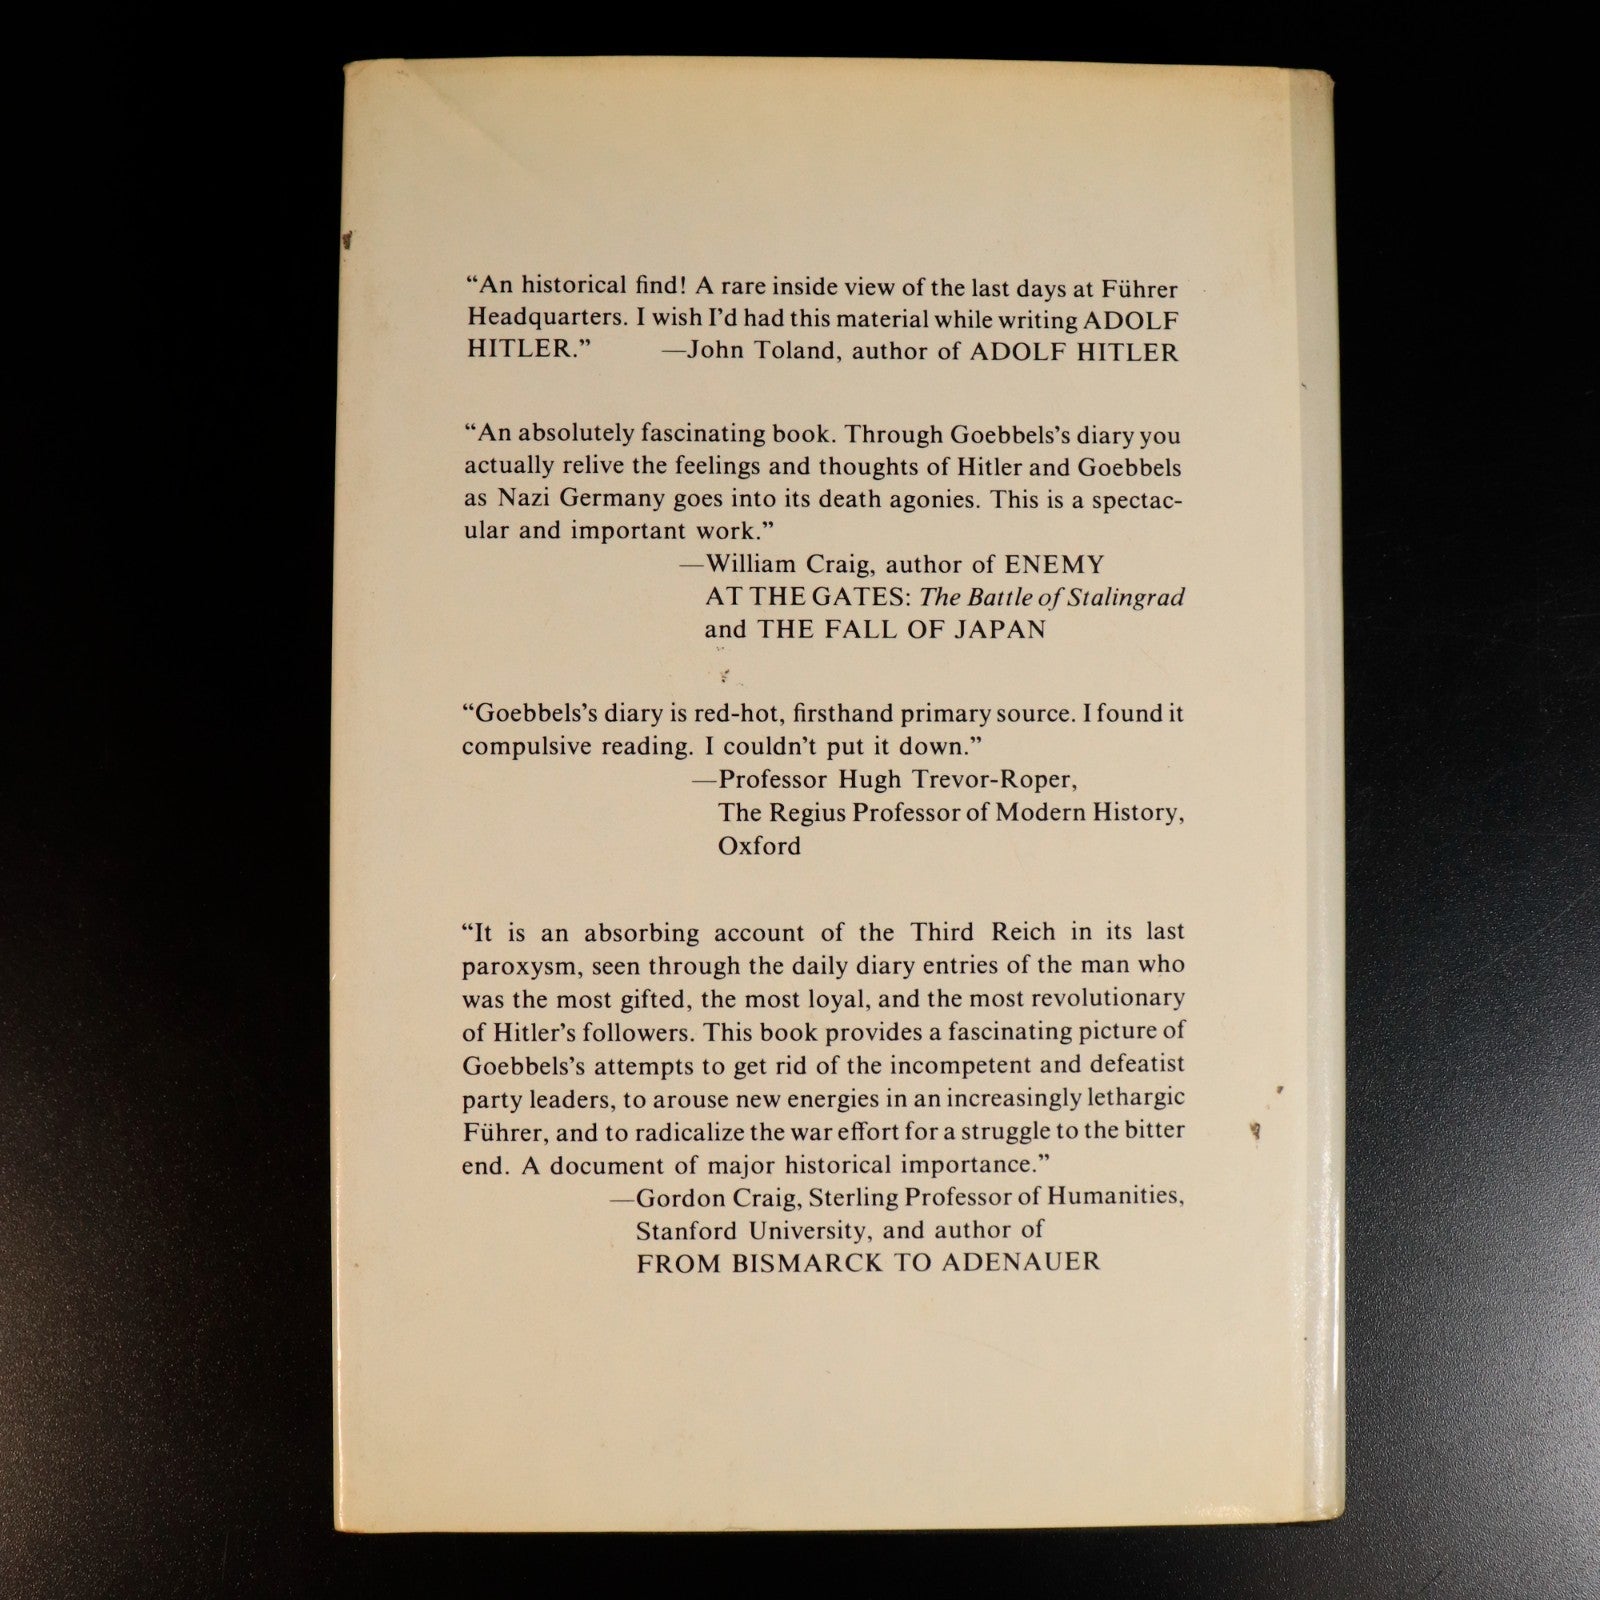 “An historical find! A rare inside view of the last days at Führer
Headquarters. I wish I’d had this material while writing ADOLF
HITLER.” —John Toland, author of ADOLF HITLER
“An absolutely fascinating book. Through Goebbels’s diary you
actually relive the feelings and thoughts of Hitler and Goebbels
as Nazi Germany goes into its death agonies. This is a spectac-
ular and important work.”
—William Craig, author of ENEMY
AT THE GATES: The Battle of Stalingrad
and THE FALL OF JAPAN
“Goebbels’s diary is red-hot, firsthand primary source. I found it
compulsive reading. I couldn’t put it down.”
—Professor Hugh Trevor-Roper,
The Regius Professor of Modern History,
Oxford
“It is an absorbing account of the Third Reich in its last
paroxysm, seen through the daily diary entries of the man who
was the most gifted, the most loyal, and the most revolutionary
of Hitler’s followers. This book provides a fascinating picture of
Goebbels’s attempts to get rid of the incompetent and defeatist
party leaders, to arouse new energies in an increasingly lethargic
Führer, and to radicalize the war effort for a struggle to the bitter
end. A document of major historical importance.”
—Gordon Craig, Sterling Professor of Humanities,
Stanford University, and author of
FROM BISMARCK TO ADENAUER